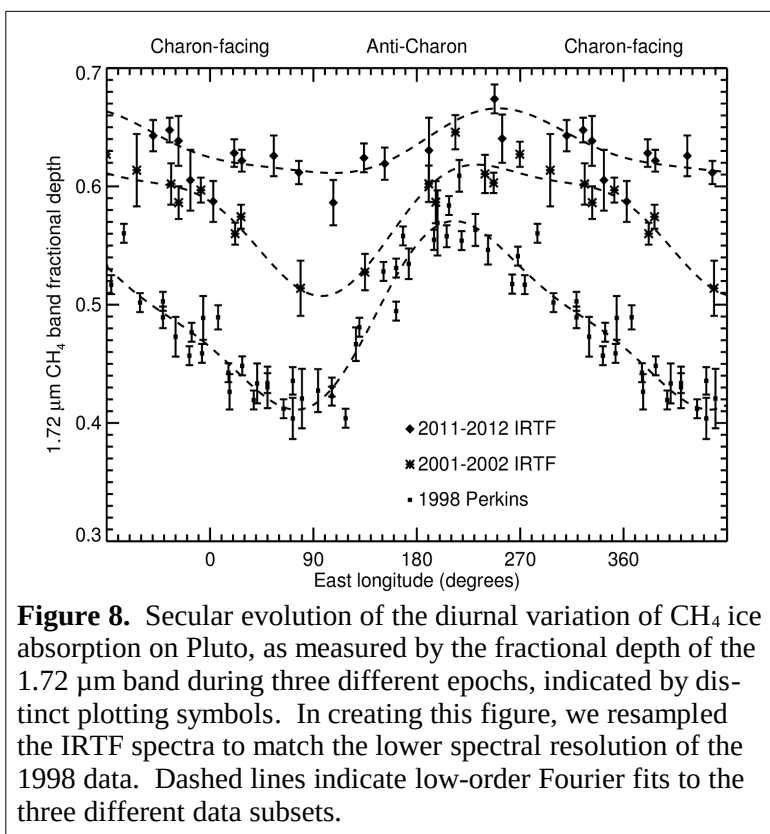 Charon-facing Anti-Charon Charon-facing
0.7
0.6
0.5
0.4
0.3
1.72 μm CH₄ band fractional depth
2011-2012 IRTF
2001-2002 IRTF
1998 Perkins
0 90 180 270 360
East longitude (degrees)
Figure 8. Secular evolution of the diurnal variation of CH₄ ice
absorption on Pluto, as measured by the fractional depth of the
1.72 μm band during three different epochs, indicated by dis-
tinct plotting symbols. In creating this figure, we resampled
the IRTF spectra to match the lower spectral resolution of the
1998 data. Dashed lines indicate low-order Fourier fits to the
three different data subsets.